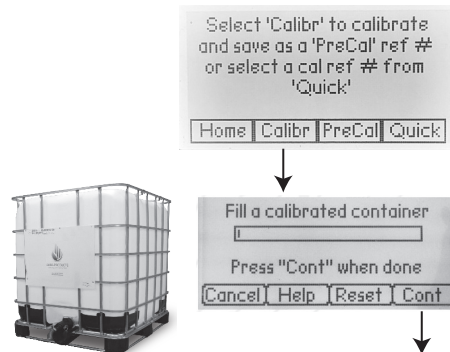 Select 'Calibr' to calibrate
and save as a 'PreCal' ref #
or select a cal ref # from
'Quick'
Home Calibr PreCal Quick
Fill a calibrated container
Press "Cont" when done
Cancel Help Reset Cont